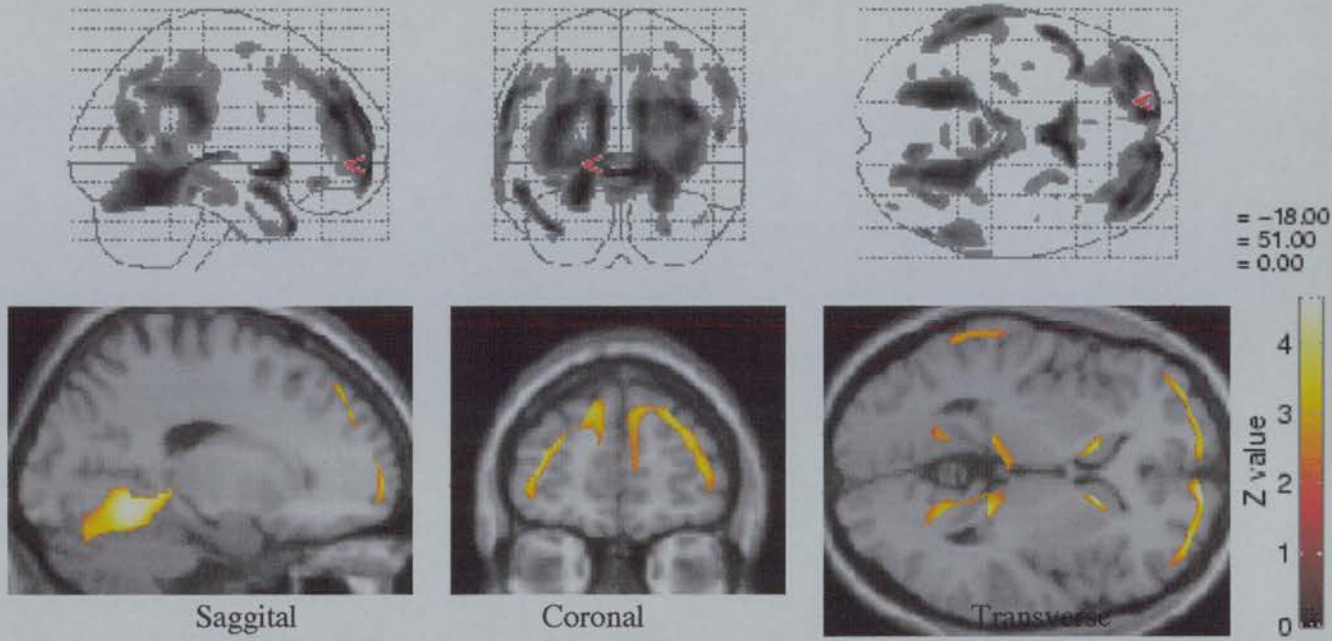 = -18.00
= 51.00
= 0.00
4
3
2
1
0
Z value
Saggital
Coronal
Transverse